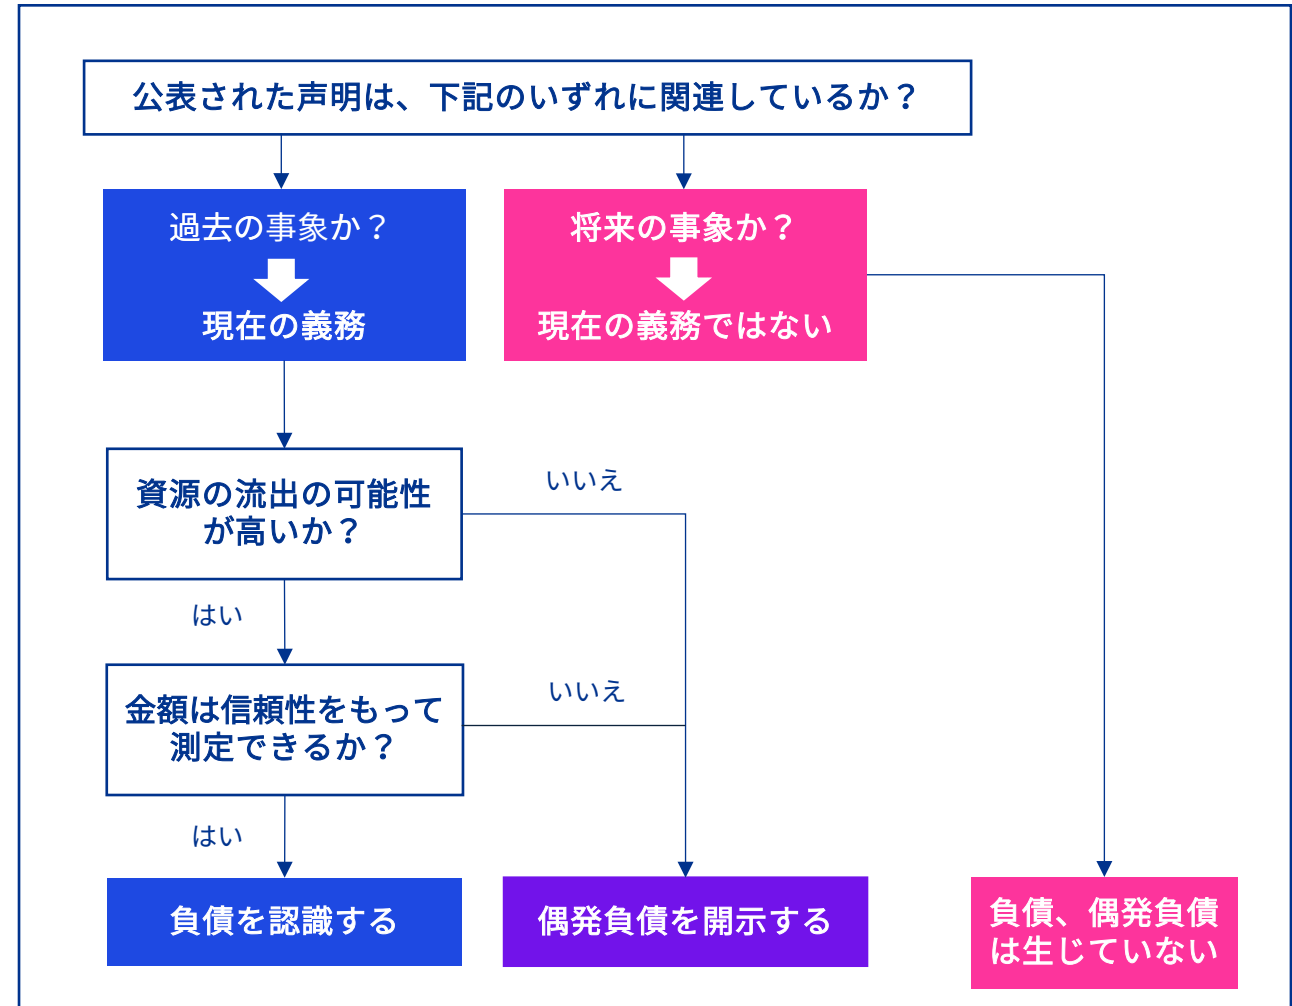 公表された声明は、下記のいずれに関連しているか？
過去の事象か？
現在の義務
将来の事象か？
現在の義務ではない
資源の流出の可能性
が高いか？
いいえ
はい
金額は信頼性をもって
測定できるか？
いいえ
はい
負債を認識する
偶発負債を開示する
負債、偶発負債
は生じていない